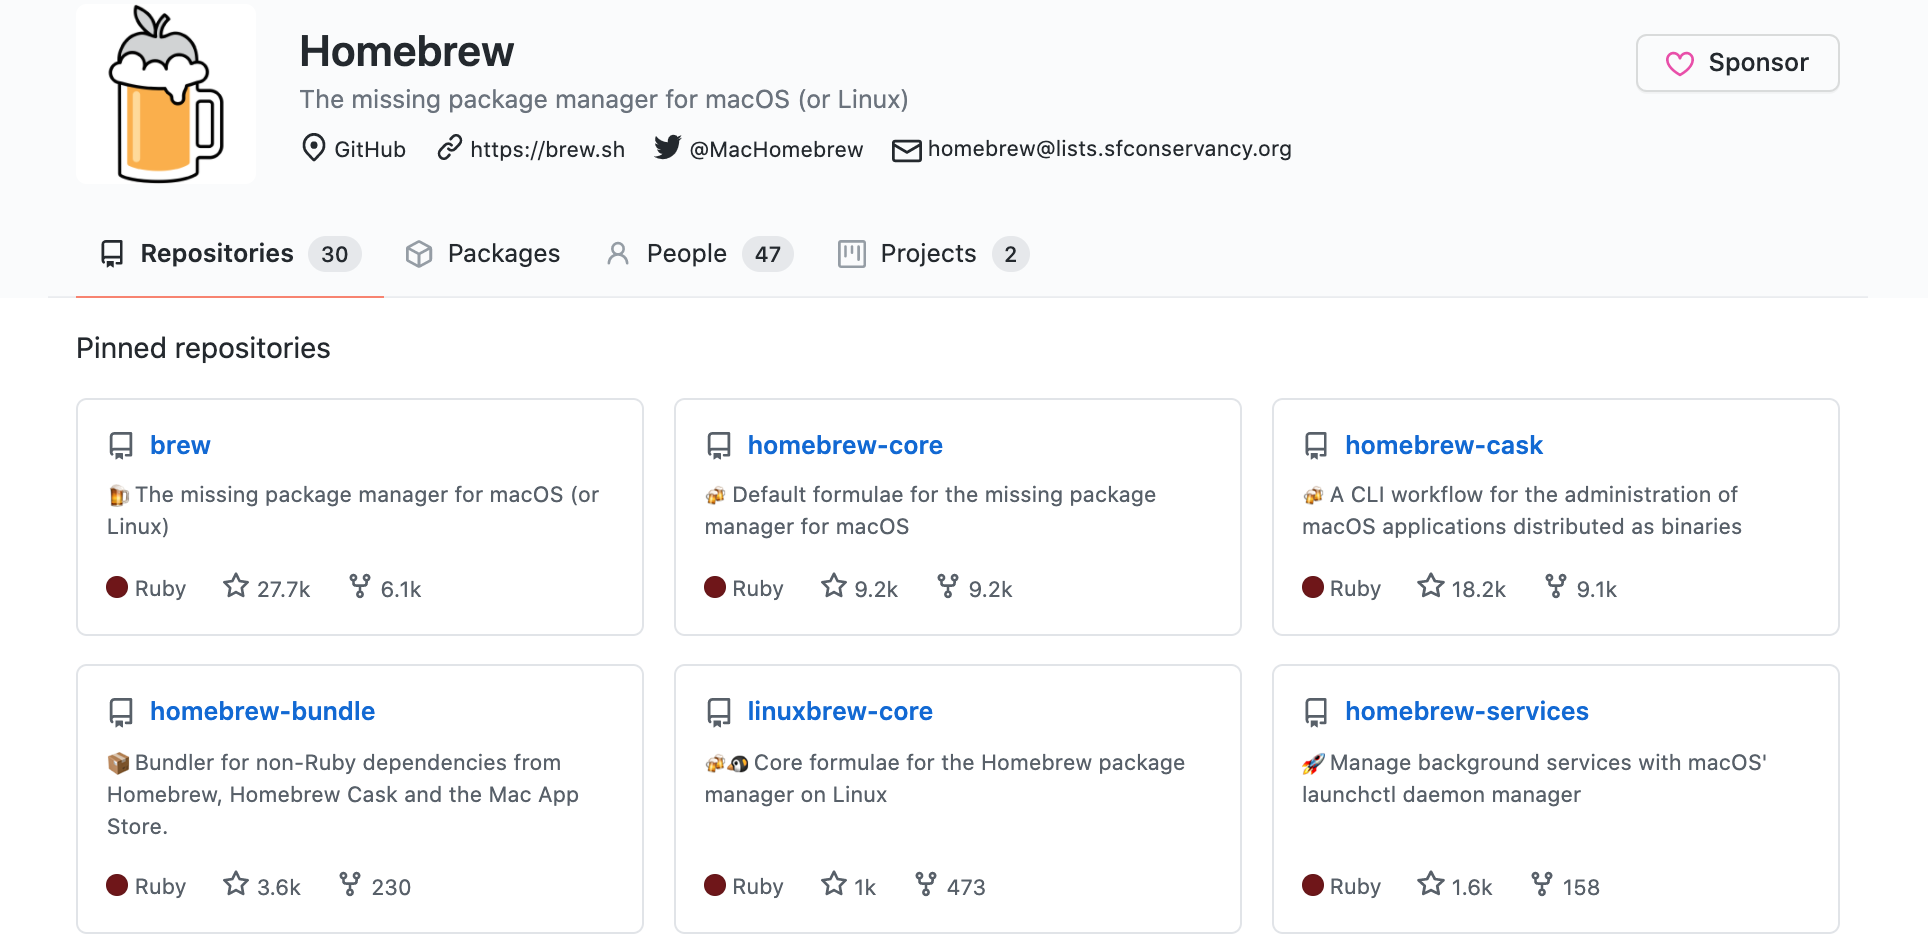 Homebrew
The missing package manager for macOS (or Linux)
GitHub https://brew.sh @MacHomebrew homebrew@lists.sfconservancy.org
Sponsor
Repositories 30 Packages People 47 Projects 2
Pinned repositories
brew
The missing package manager for macOS (or
Linux)
Ruby 27.7k 6.1k
homebrew-core
Default formulae for the missing package
manager for macOS
Ruby 9.2k 9.2k
homebrew-cask
A CLI workflow for the administration of
macOS applications distributed as binaries
Ruby 18.2k 9.1k
homebrew-bundle
Bundler for non-Ruby dependencies from
Homebrew, Homebrew Cask and the Mac App
Store.
Ruby 3.6k 230
linuxbrew-core
Core formulae for the Homebrew package
manager on Linux
Ruby 1k 473
homebrew-services
Manage background services with macOS'
launchctl daemon manager
Ruby 1.6k 158